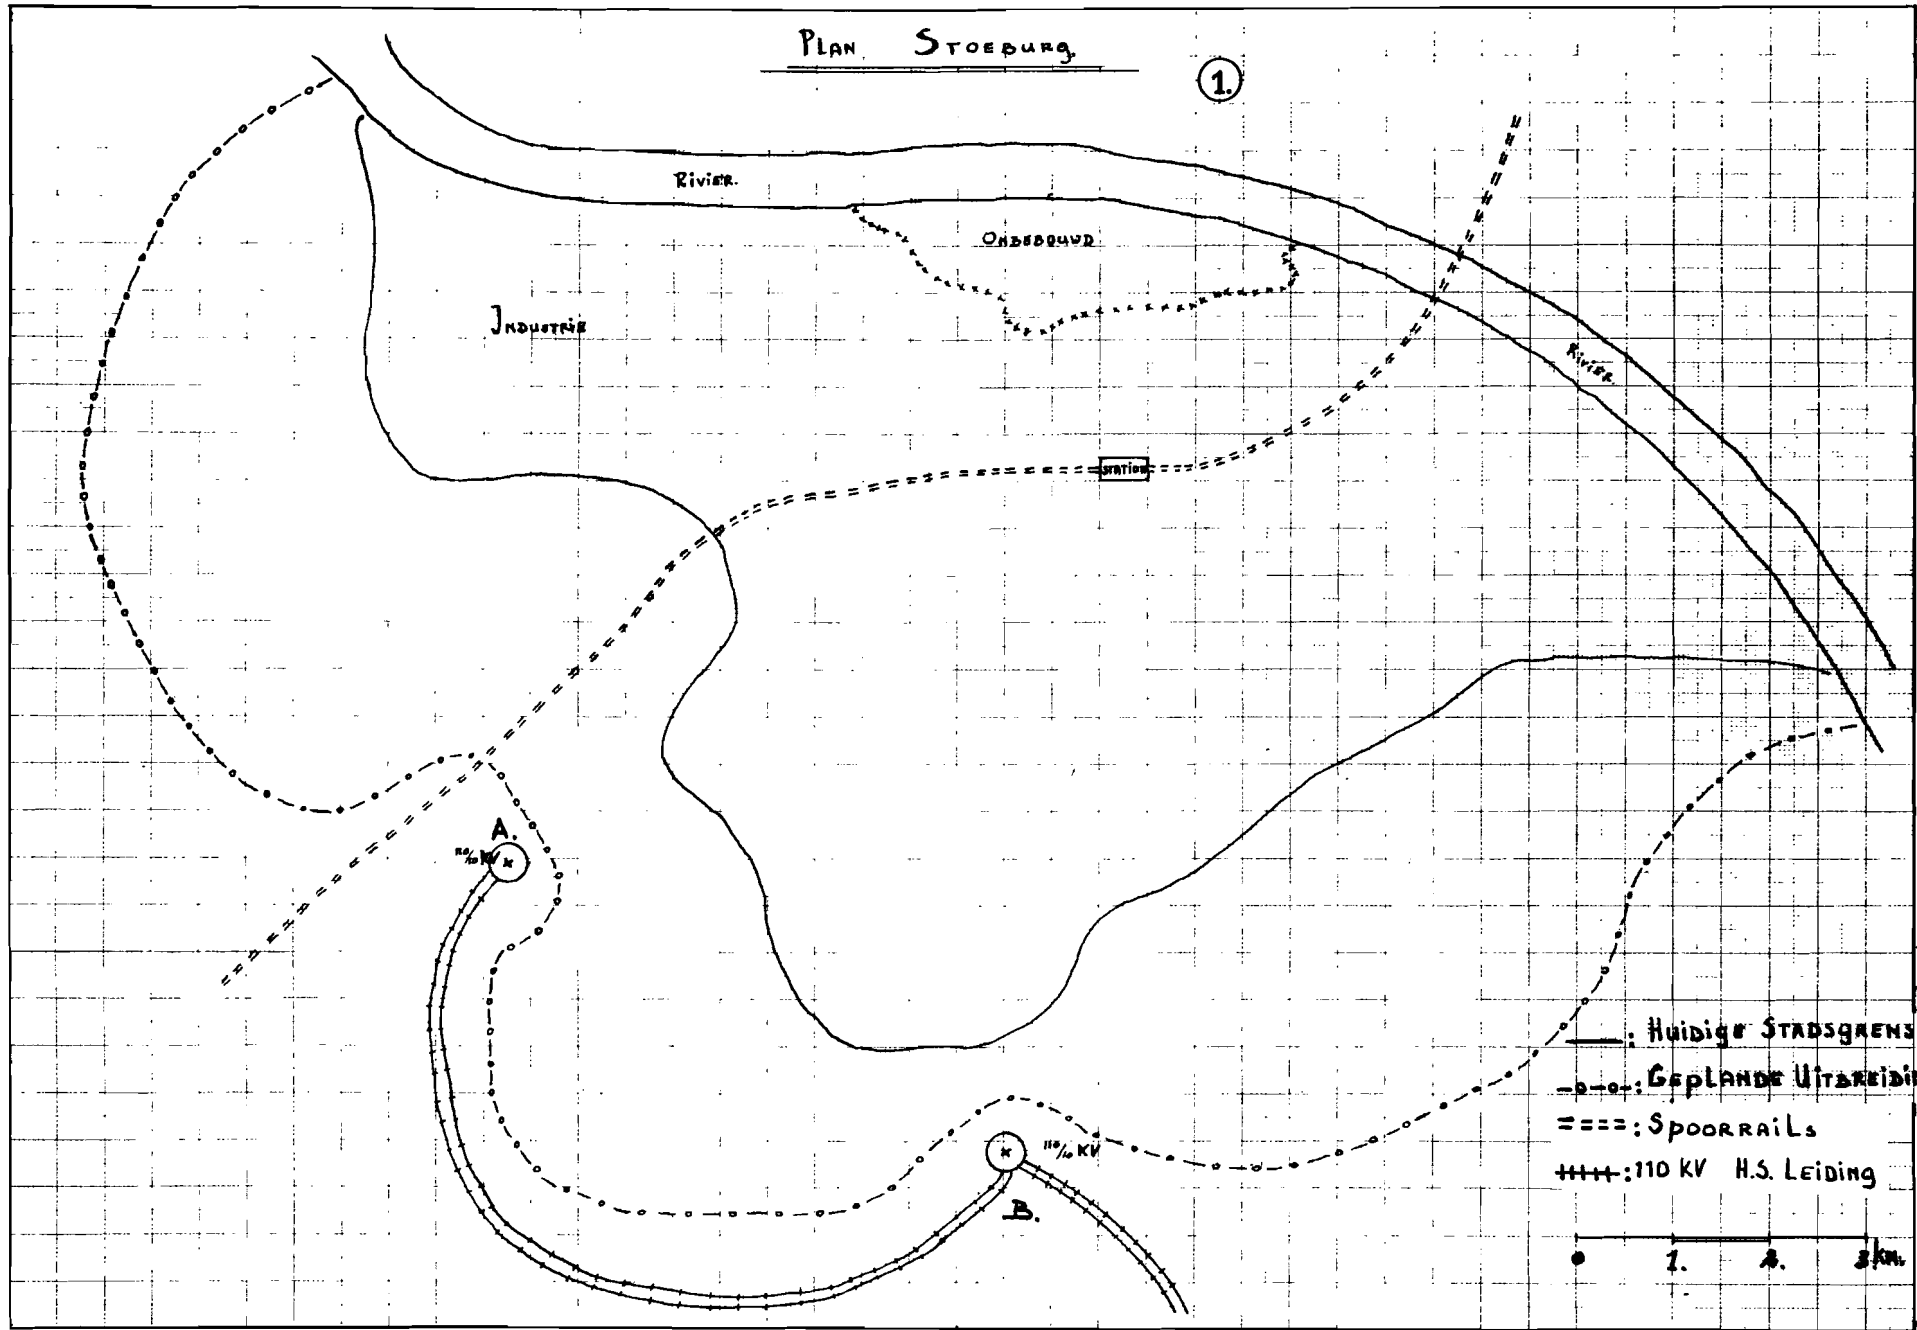 PLAN STOEBURG.
1.
RIVIER.
ONBEBOUWD
INDUSTRIE
RIVIER.
STATION
A.
110/10 KV
110/10 KV
B.
——: HUIDIGE STADSGRENS
-o-o-: GEPLANDE UITBREIDIN
====: SPOORRAILS
++++: 110 KV H.S. LEIDING
0 1. 2. 3 KM.